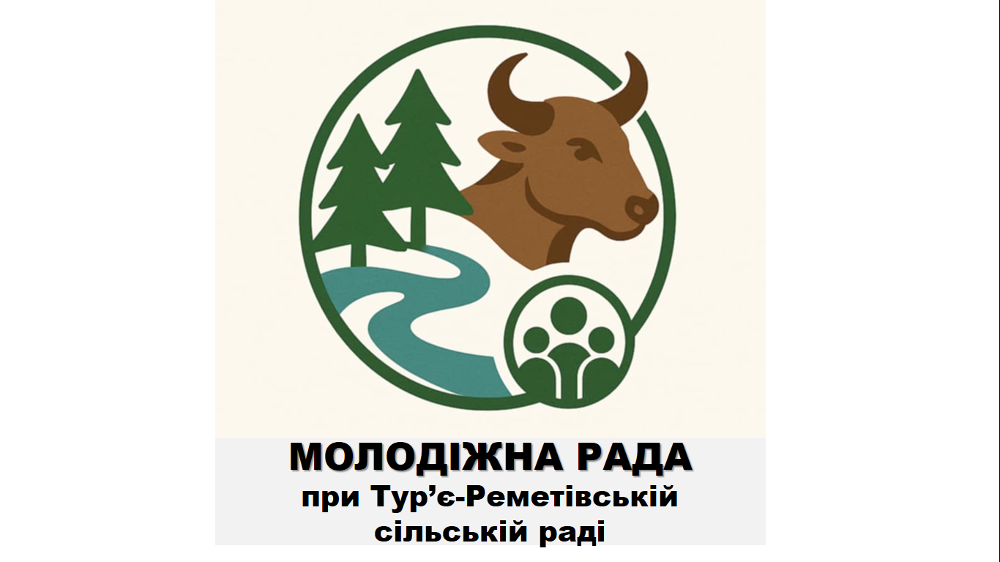 МОЛОДІЖНА РАДА
при Тур’є-Реметівській
сільській раді